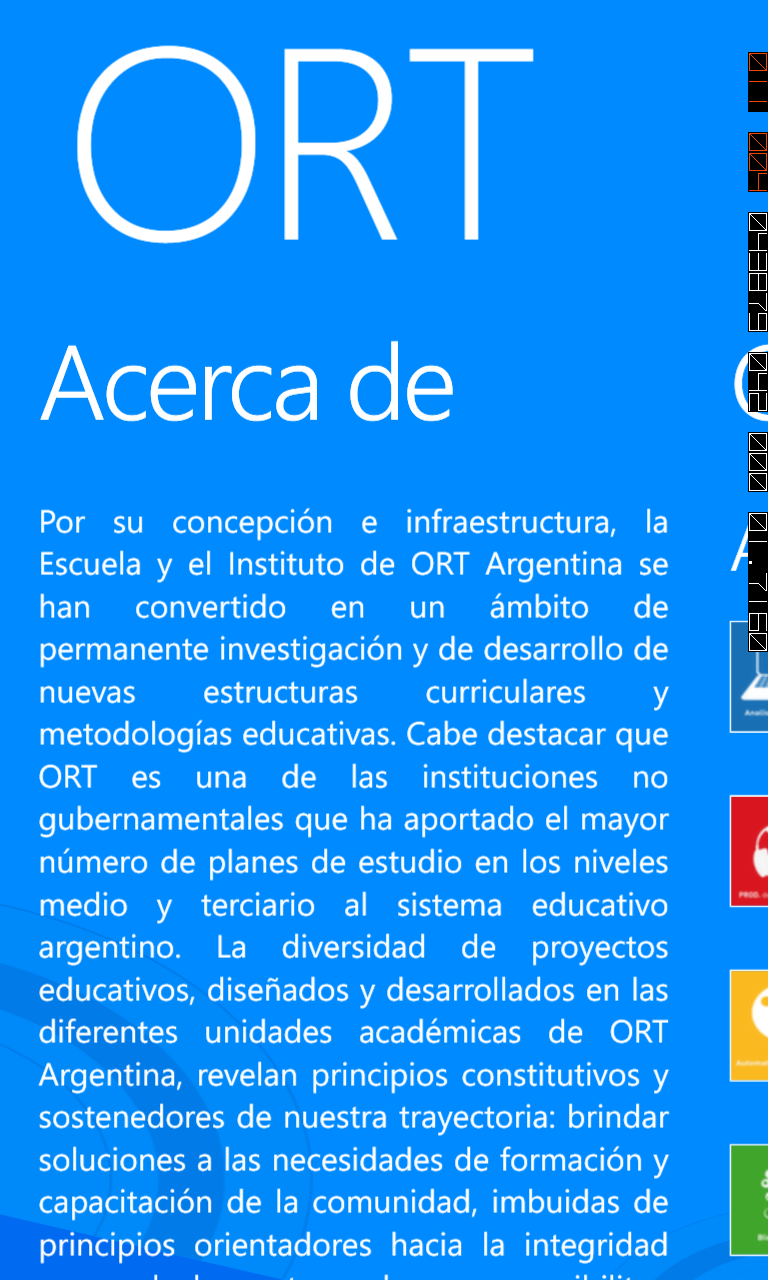 ORT
Acerca de
Por su concepción e infraestructura, la
Escuela y el Instituto de ORT Argentina se
han convertido en un ámbito de
permanente investigación y de desarrollo de
nuevas estructuras curriculares y
metodologías educativas. Cabe destacar que
ORT es una de las instituciones no
gubernamentales que ha aportado el mayor
número de planes de estudio en los niveles
medio y terciario al sistema educativo
argentino. La diversidad de proyectos
educativos, diseñados y desarrollados en las
diferentes unidades académicas de ORT
Argentina, revelan principios constitutivos y
sostenedores de nuestra trayectoria: brindar
soluciones a las necesidades de formación y
capacitación de la comunidad, imbuidas de
principios orientadores hacia la integridad
PROD.